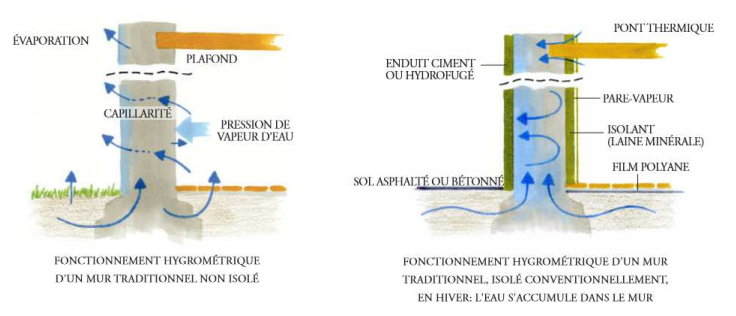 ÉVAPORATION
PLAFOND
CAPILLARITÉ
PRESSION DE
VAPEUR D'EAU
FONCTIONNEMENT HYGROMÉTRIQUE
D'UN MUR TRADITIONNEL NON ISOLÉ
PONT THERMIQUE
ENDUIT CIMENT
OU HYDROFUGÉ
PARE-VAPEUR
ISOLANT
(LAINE MINÉRALE)
FILM POLYANE
SOL ASPHALTÉ OU BÉTONNÉ
FONCTIONNEMENT HYGROMÉTRIQUE D'UN MUR
TRADITIONNEL, ISOLÉ CONVENTIONNELLEMENT,
EN HIVER: L'EAU S'ACCUMULE DANS LE MUR